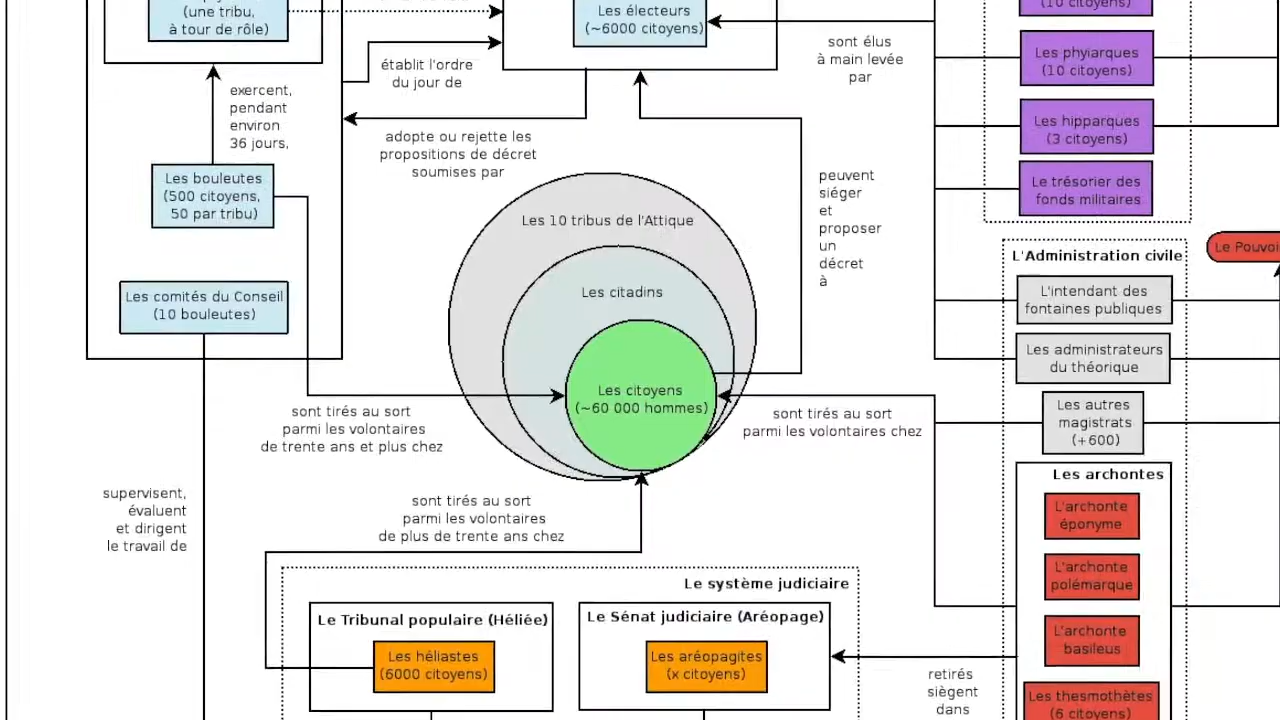 (une tribu,
à tour de rôle)
Les électeurs
(~6000 citoyens)
(10 citoyens)
sont élus
à main levée
par
établit l'ordre
du jour de
Les phyiarques
(10 citoyens)
exercent,
pendant
environ
36 jours,
adopte ou rejette les
propositions de décret
soumises par
Les hipparques
(3 citoyens)
Les bouleutes
(500 citoyens,
50 par tribu)
peuvent
siéger
et
proposer
un
décret
à
Le trésorier des
fonds militaires
Les 10 tribus de l'Attique
Le Pouvoi
L'Administration civile
Les citadins
L'intendant des
fontaines publiques
Les comités du Conseil
(10 bouleutes)
Les administrateurs
du théorique
Les citoyens
(~60 000 hommes)
sont tirés au sort
parmi les volontaires
de trente ans et plus chez
sont tirés au sort
parmi les volontaires chez
Les autres
magistrats
(+600)
Les archontes
supervisent,
évaluent
et dirigent
le travail de
sont tirés au sort
parmi les volontaires
de plus de trente ans chez
L'archonte
éponyme
L'archonte
polémarque
Le système judiciaire
Le Tribunal populaire (Héliée)
Le Sénat judiciaire (Aréopage)
L'archonte
basileus
Les héliastes
(6000 citoyens)
Les aréopagites
(x citoyens)
retirés
siègent
dans
Les thesmothètes
(6 citoyens)